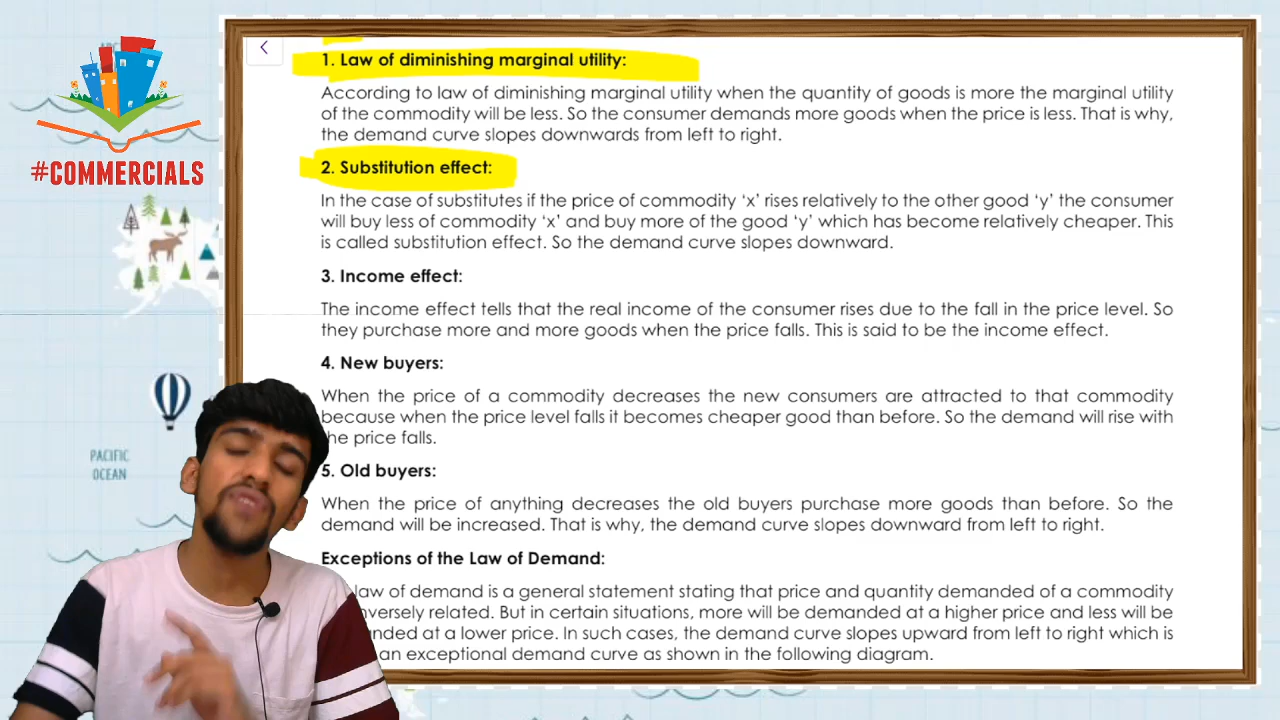 #COMMERCIALS
PACIFIC
OCEAN
1. Law of diminishing marginal utility:
According to law of diminishing marginal utility when the quantity of goods is more the marginal utility
of the commodity will be less. So the consumer demands more goods when the price is less. That is why,
the demand curve slopes downwards from left to right.
2. Substitution effect:
In the case of substitutes if the price of commodity ‘x’ rises relatively to the other good ‘y’ the consumer
will buy less of commodity ‘x’ and buy more of the good ‘y’ which has become relatively cheaper. This
is called substitution effect. So the demand curve slopes downward.
3. Income effect:
The income effect tells that the real income of the consumer rises due to the fall in the price level. So
they purchase more and more goods when the price falls. This is said to be the income effect.
4. New buyers:
When the price of a commodity decreases the new consumers are attracted to that commodity
because when the price level falls it becomes cheaper good than before. So the demand will rise with
he price falls.
5. Old buyers:
When the price of anything decreases the old buyers purchase more goods than before. So the
demand will be increased. That is why, the demand curve slopes downward from left to right.
Exceptions of the Law of Demand:
law of demand is a general statement stating that price and quantity demanded of a commodity
nversely related. But in certain situations, more will be demanded at a higher price and less will be
anded at a lower price. In such cases, the demand curve slopes upward from left to right which is
an exceptional demand curve as shown in the following diagram.